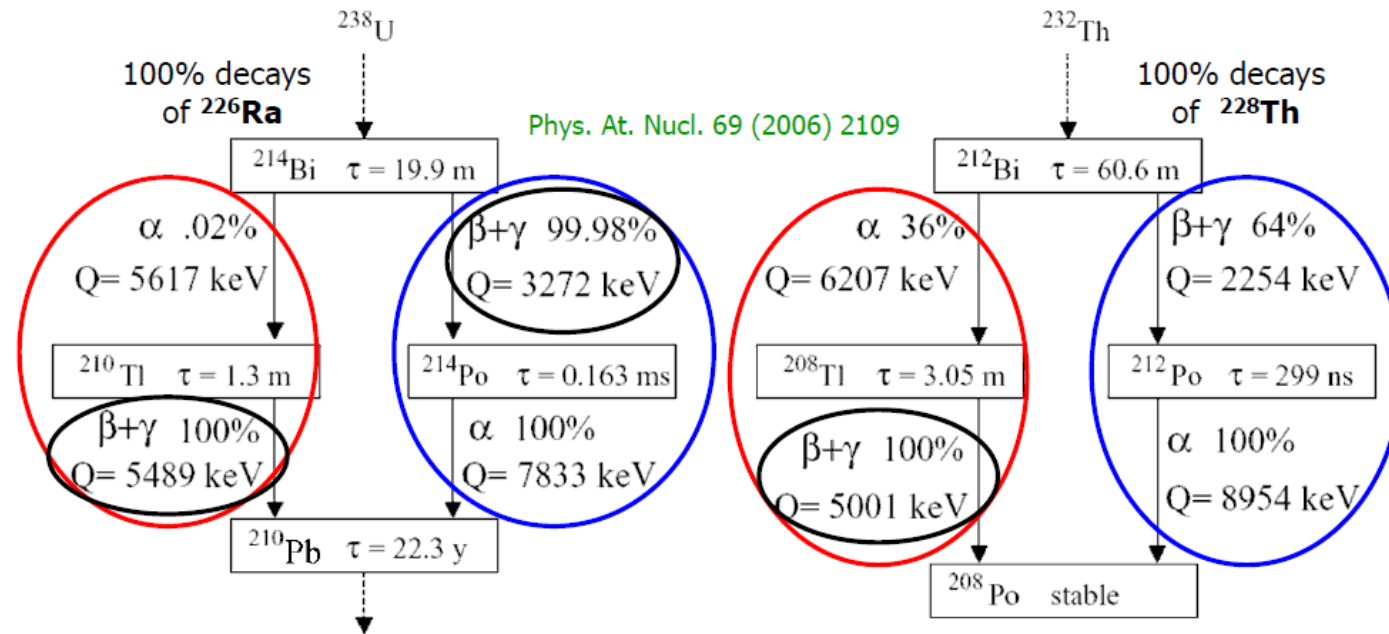 ²³⁸U
100% decays
of ²²⁶Ra
Phys. At. Nucl. 69 (2006) 2109
²¹⁴Bi τ = 19.9 m
α .02%
Q= 5617 keV
β+γ 99.98%
Q= 3272 keV
²¹⁰Tl τ = 1.3 m
²¹⁴Po τ = 0.163 ms
β+γ 100%
Q= 5489 keV
α 100%
Q= 7833 keV
²¹⁰Pb τ = 22.3 y
²³²Th
100% decays
of ²²⁸Th
²¹²Bi τ = 60.6 m
α 36%
Q= 6207 keV
β+γ 64%
Q= 2254 keV
²⁰⁸Tl τ = 3.05 m
²¹²Po τ = 299 ns
β+γ 100%
Q= 5001 keV
α 100%
Q= 8954 keV
²⁰⁸Po stable